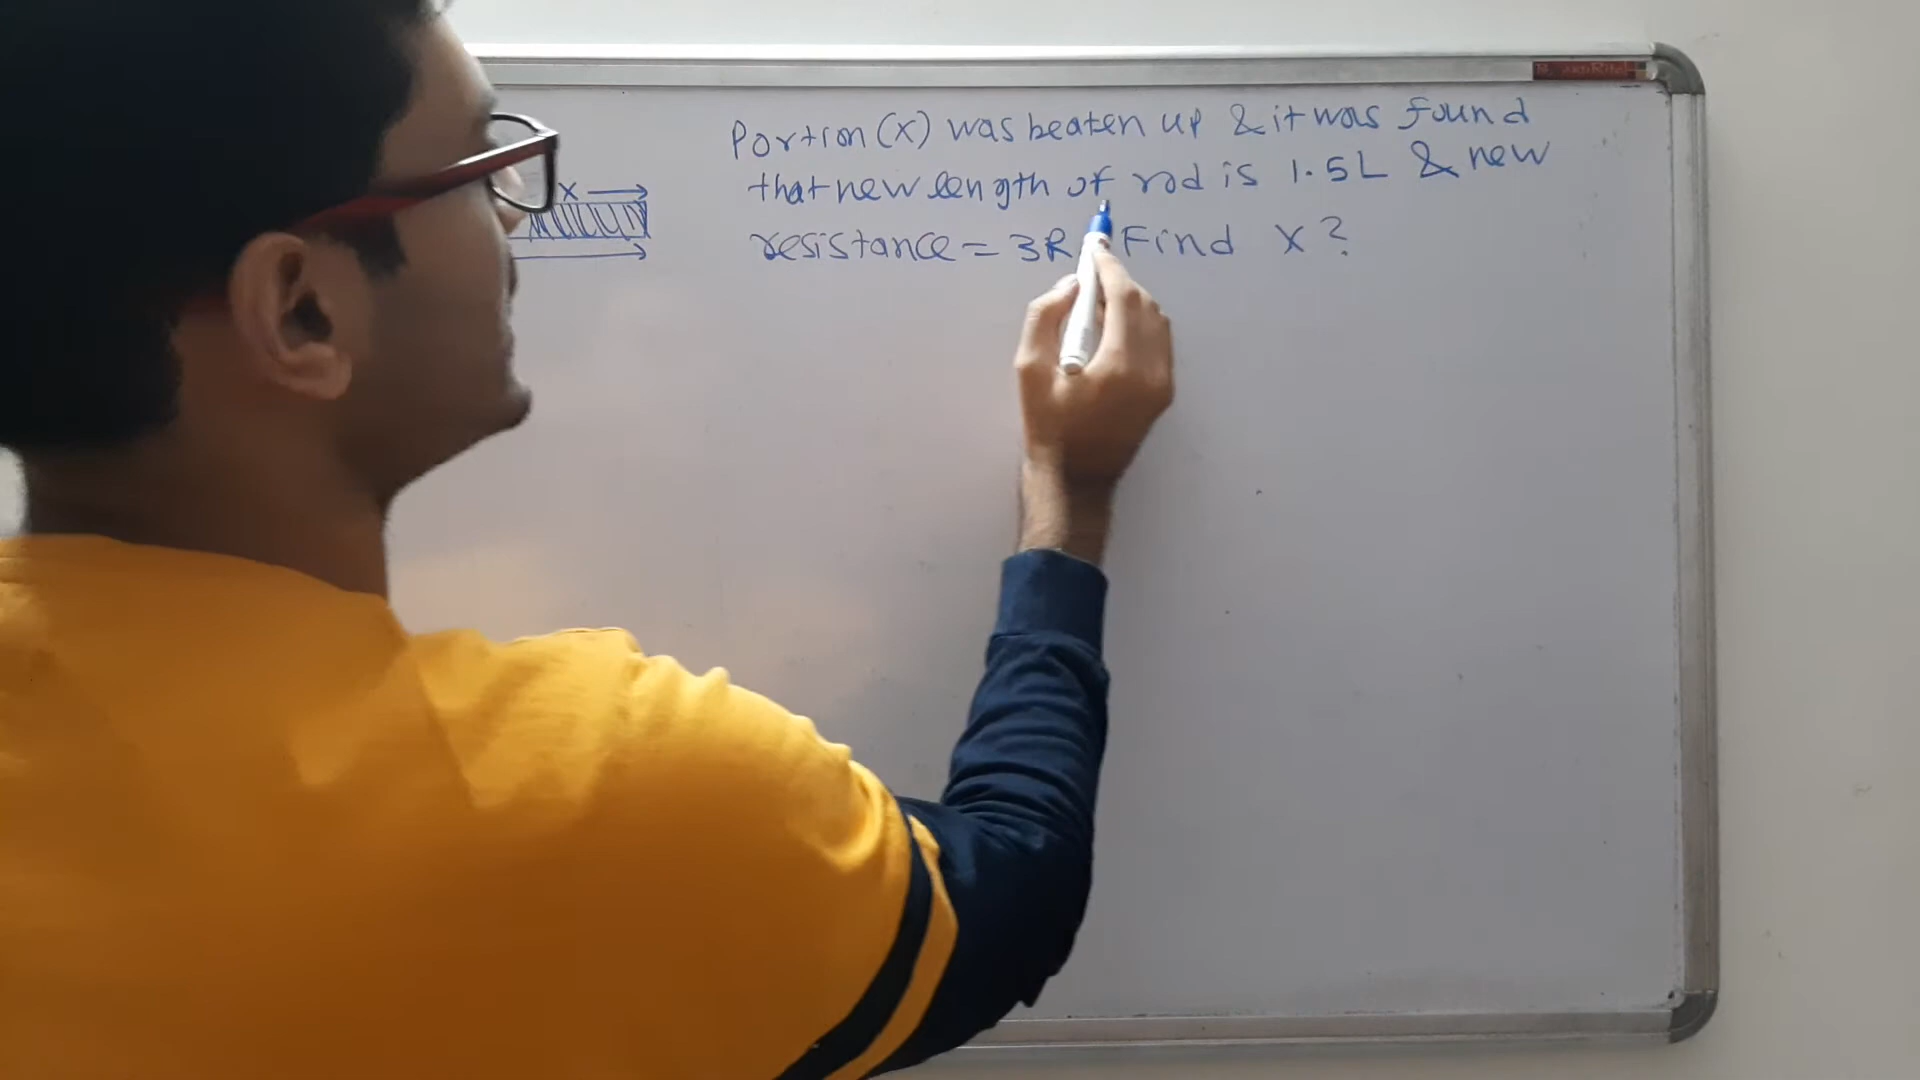 x
Portion (x) was beaten up & it was found
that new length of rod is 1.5L & new
resistance = 3R Find x?